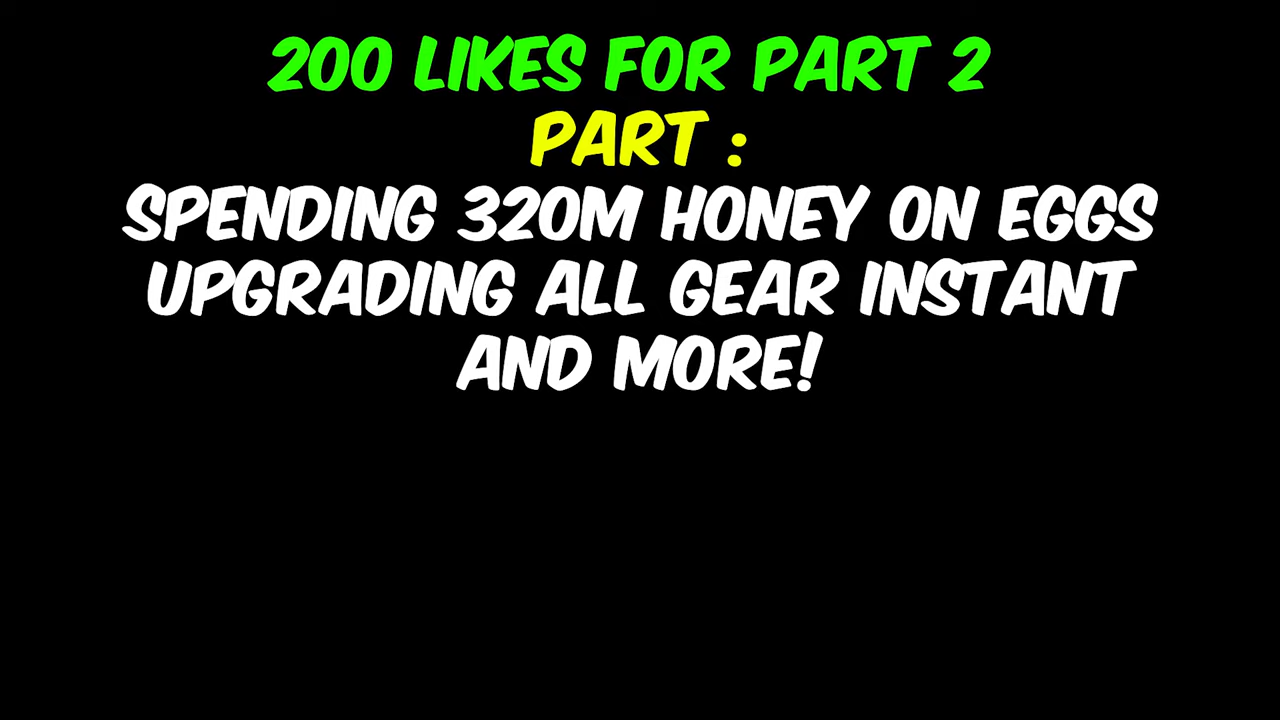 200 LIKES FOR PART 2
PART :
SPENDING 320M HONEY ON EGGS
UPGRADING ALL GEAR INSTANT
AND MORE!